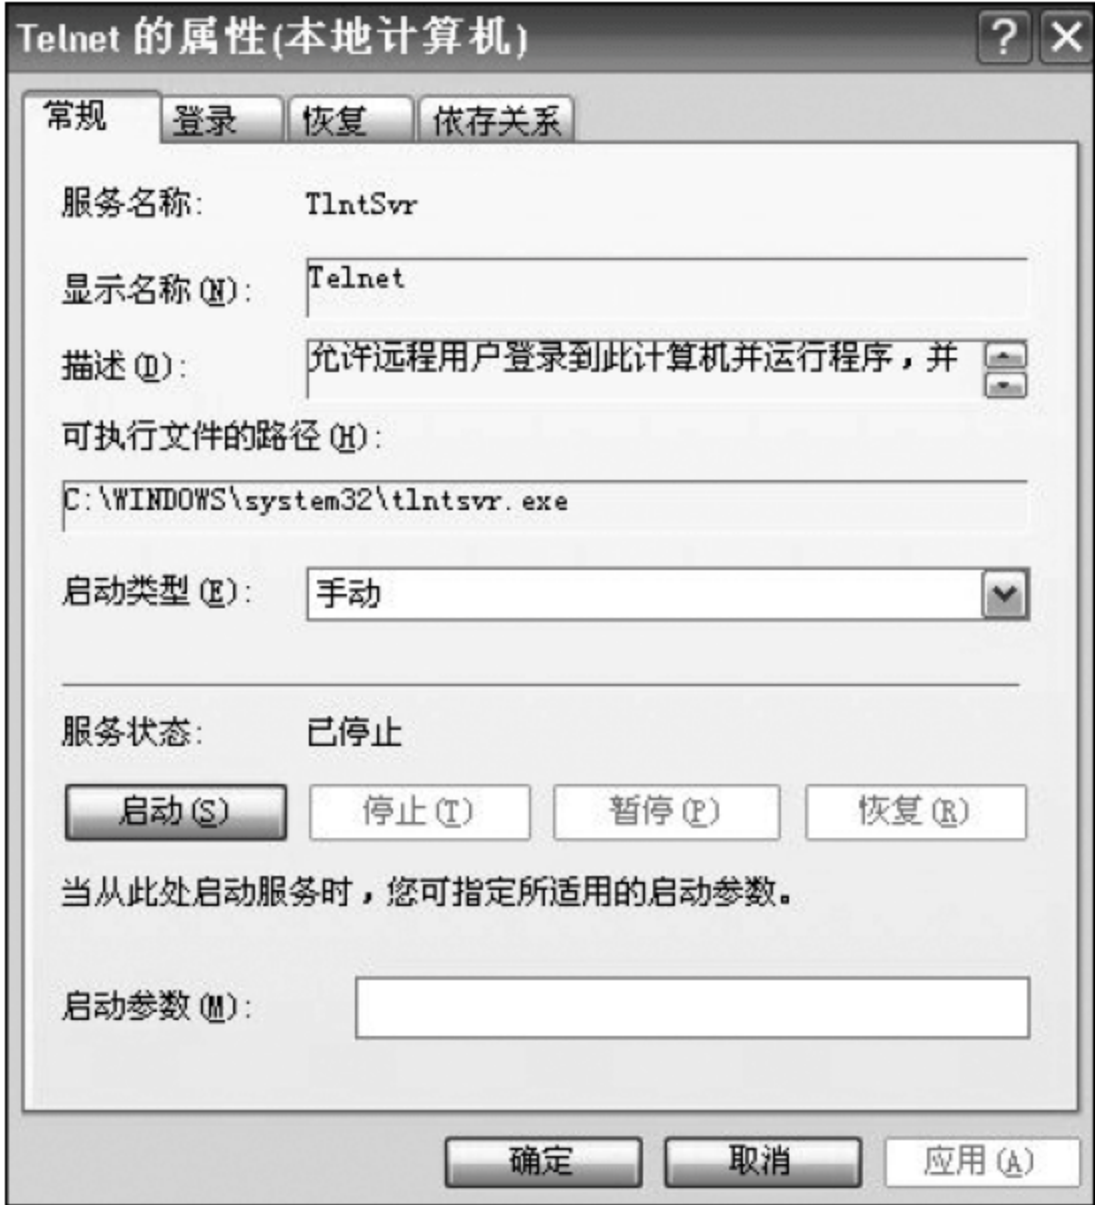 Telnet 的属性(本地计算机)
常规 登录 恢复 依存关系
服务名称: TlntSvr
显示名称(N): Telnet
描述(D): 允许远程用户登录到此计算机并运行程序，并
可执行文件的路径(H):
C:\WINDOWS\system32\tlntsvr.exe
启动类型(E): 手动
服务状态: 已停止
启动(S) 停止(T) 暂停(P) 恢复(R)
当从此处启动服务时，您可指定所适用的启动参数。
启动参数(M):
确定 取消 应用(A)